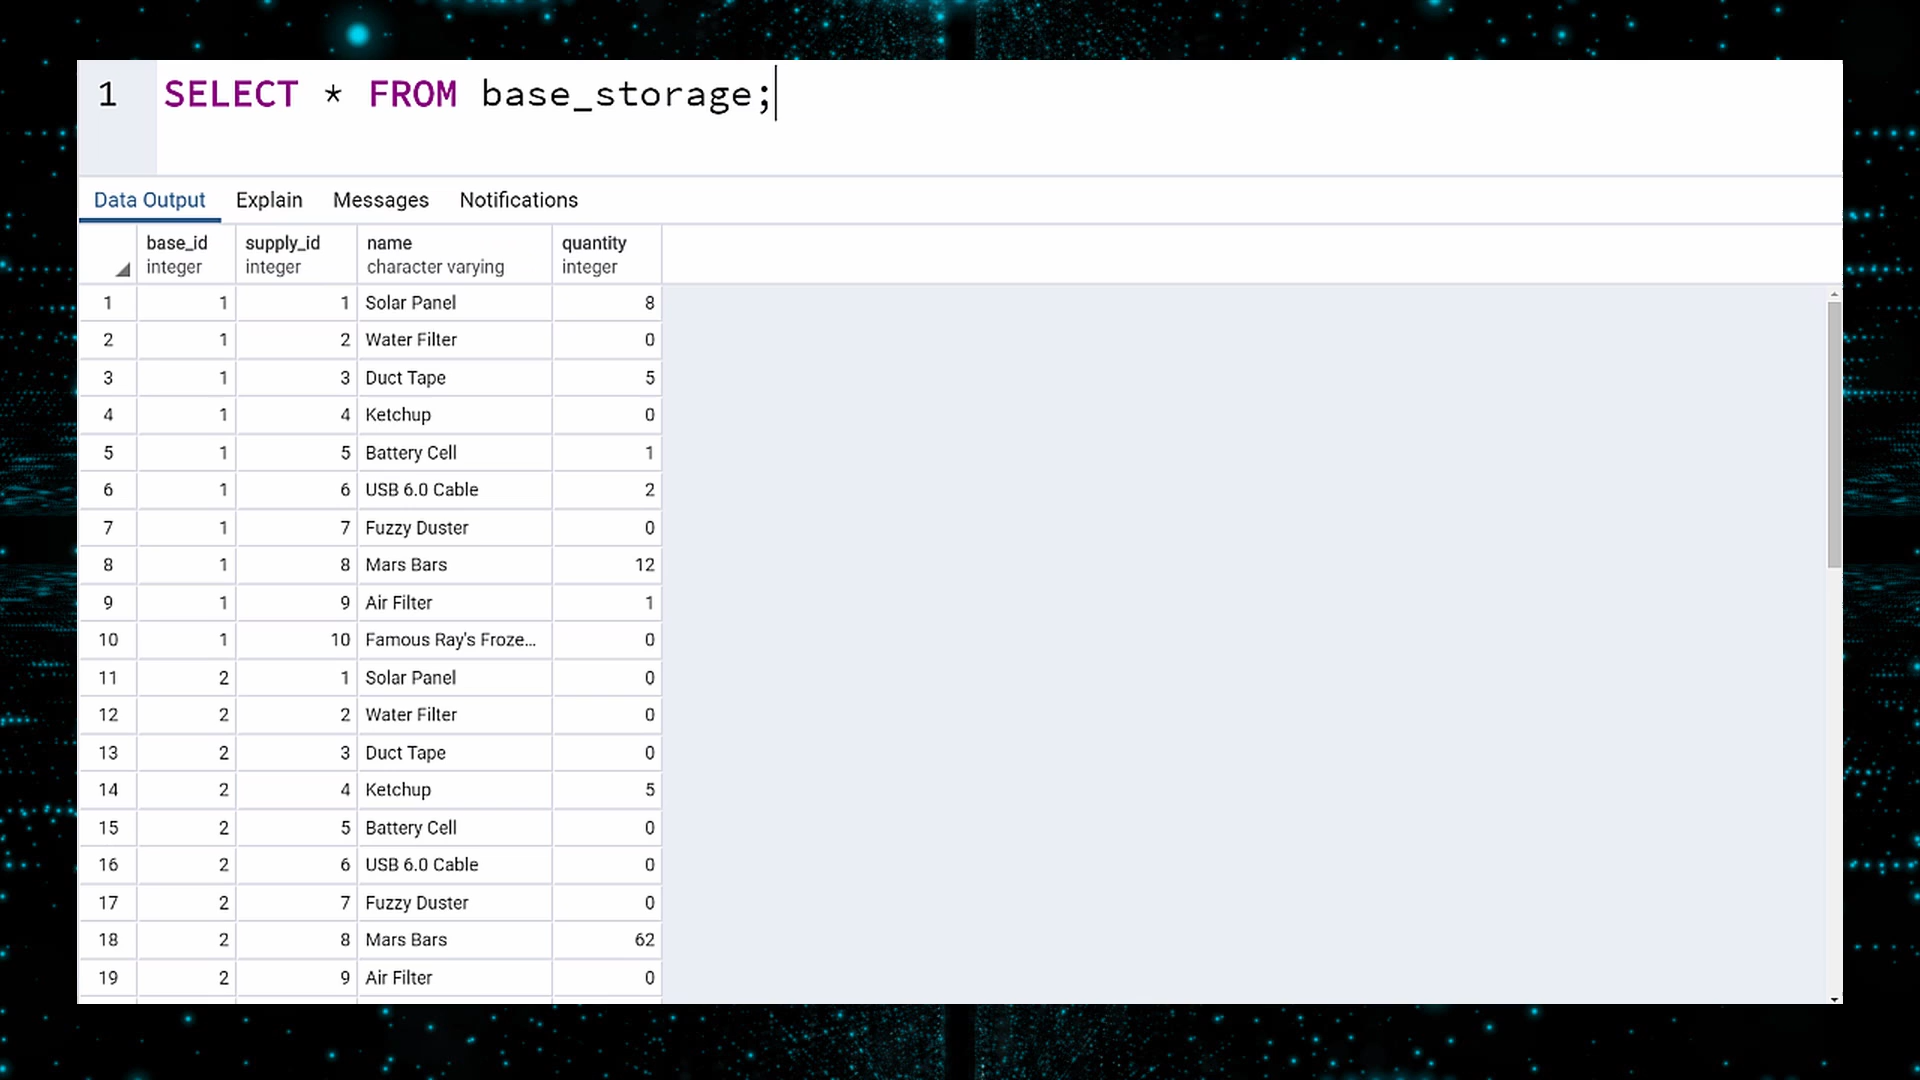 1 SELECT * FROM base_storage;
Data Output Explain Messages Notifications
base_id supply_id name quantity
integer integer character varying integer
1 1 1 Solar Panel 8
2 1 2 Water Filter 0
3 1 3 Duct Tape 5
4 1 4 Ketchup 0
5 1 5 Battery Cell 1
6 1 6 USB 6.0 Cable 2
7 1 7 Fuzzy Duster 0
8 1 8 Mars Bars 12
9 1 9 Air Filter 1
10 1 10 Famous Ray's Froze... 0
11 2 1 Solar Panel 0
12 2 2 Water Filter 0
13 2 3 Duct Tape 0
14 2 4 Ketchup 5
15 2 5 Battery Cell 0
16 2 6 USB 6.0 Cable 0
17 2 7 Fuzzy Duster 0
18 2 8 Mars Bars 62
19 2 9 Air Filter 0